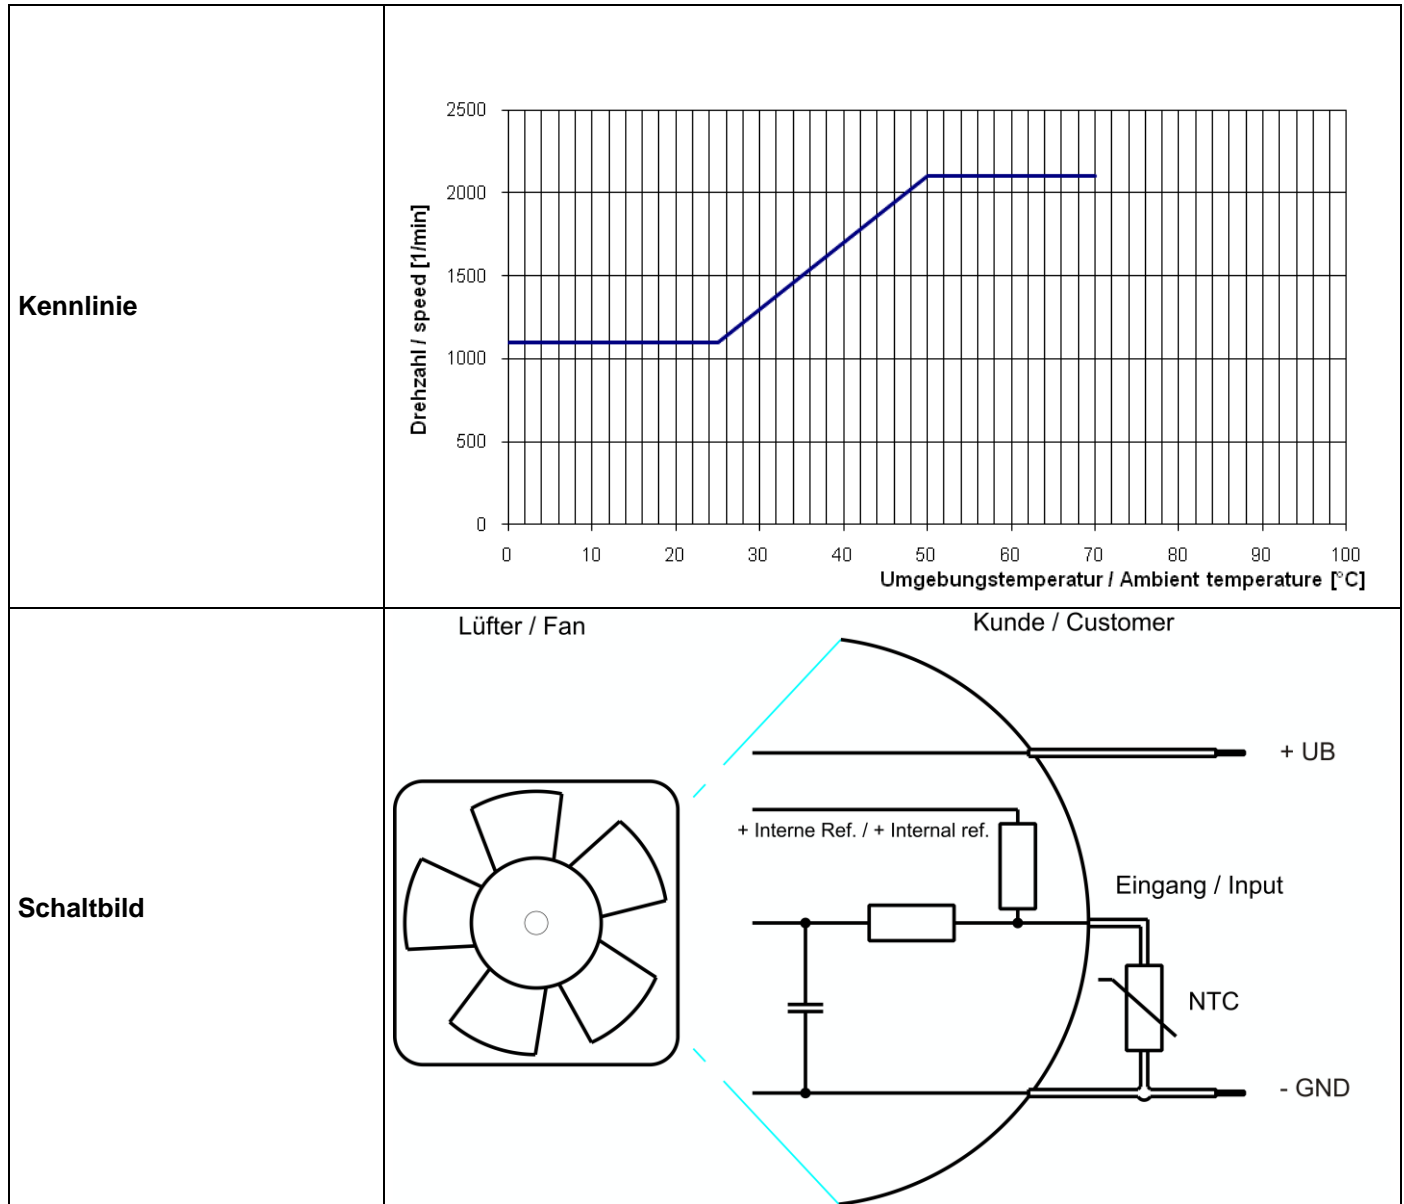 Kennlinie
2500
2000
1500
1000
500
0
Drehzahl / speed [1/min]
0 10 20 30 40 50 60 70 80 90 100
Umgebungstemperatur / Ambient temperature [°C]
Schaltbild
Lüfter / Fan
Kunde / Customer
+ UB
+ Interne Ref. / + Internal ref.
Eingang / Input
NTC
- GND